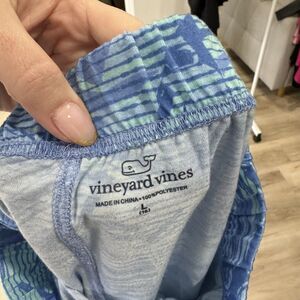 vineyard vines
MADE IN CHINA • 100% POLYESTER
L